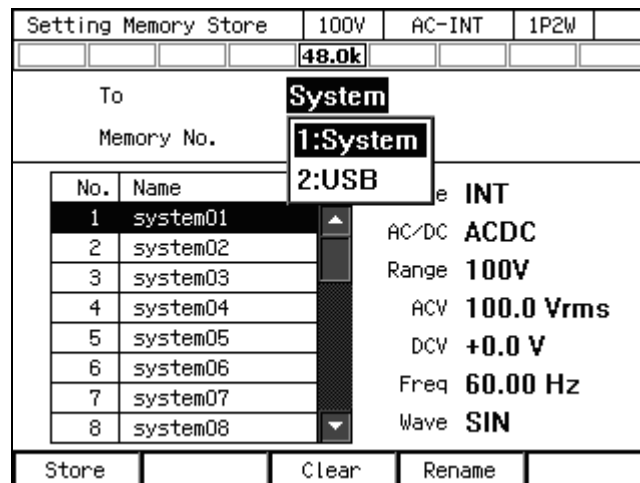 Setting Memory Store 100V AC-INT 1P2W
48.0k
To System
Memory No. 1:System
2:USB
No. Name e INT
1 system01 AC/DC ACDC
2 system02
3 system03 Range 100V
4 system04 ACV 100.0 Vrms
5 system05 DCV +0.0 V
6 system06 Freq 60.00 Hz
7 system07
8 system08 Wave SIN
Store Clear Rename